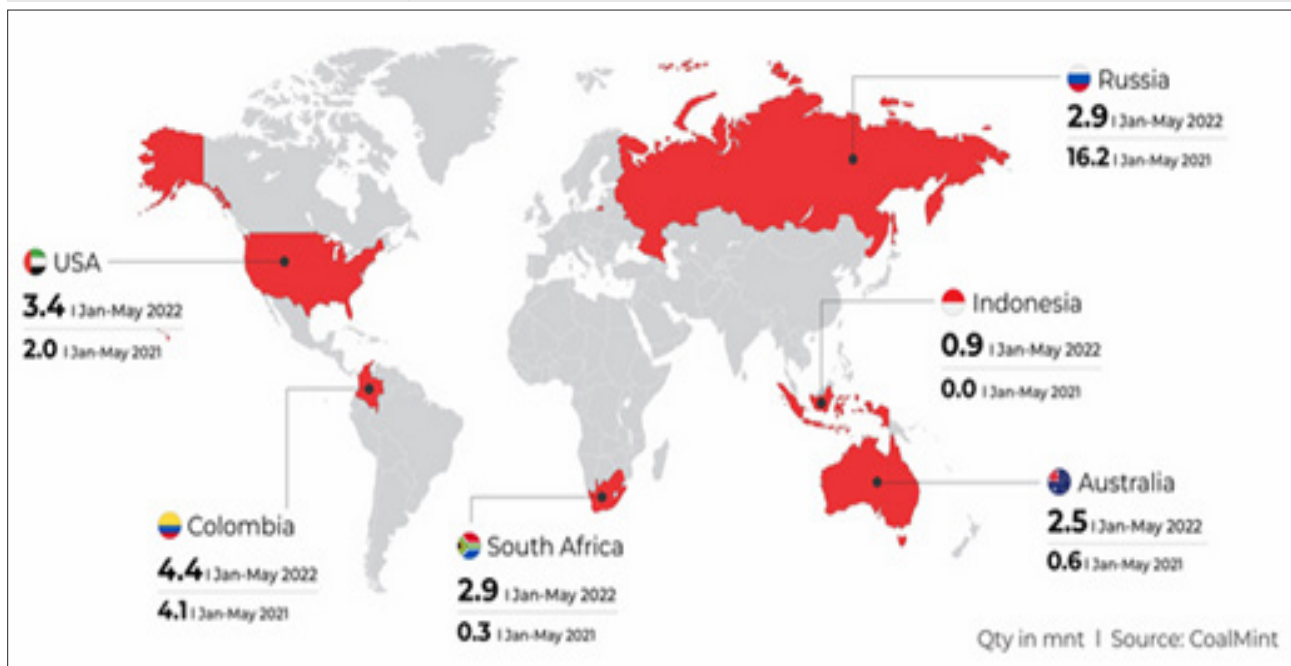 Russia
2.9 | Jan-May 2022
16.2 | Jan-May 2021
USA
3.4 | Jan-May 2022
2.0 | Jan-May 2021
Indonesia
0.9 | Jan-May 2022
0.0 | Jan-May 2021
Colombia
4.4 | Jan-May 2022
4.1 | Jan-May 2021
South Africa
2.9 | Jan-May 2022
0.3 | Jan-May 2021
Australia
2.5 | Jan-May 2022
0.6 | Jan-May 2021
Qty in mnt | Source: CoalMint